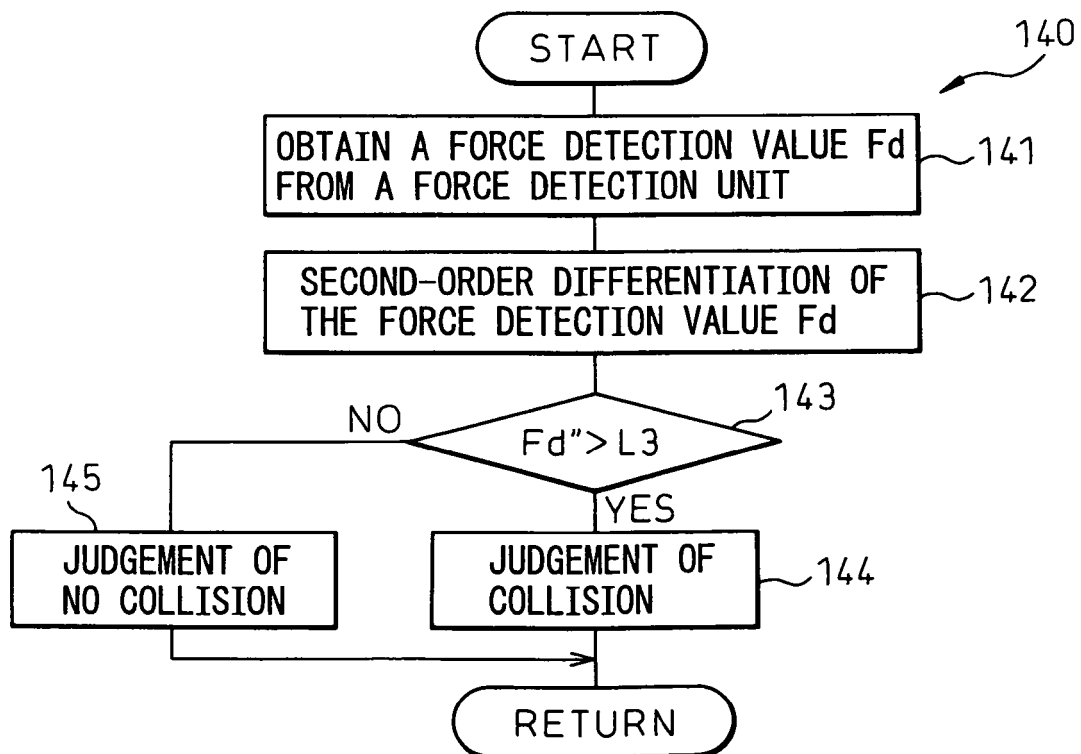 START
140
OBTAIN A FORCE DETECTION VALUE Fd
FROM A FORCE DETECTION UNIT
141
SECOND-ORDER DIFFERENTIATION OF
THE FORCE DETECTION VALUE Fd
142
143
NO
Fd">L3
145
YES
JUDGEMENT OF
NO COLLISION
JUDGEMENT OF
COLLISION
144
RETURN